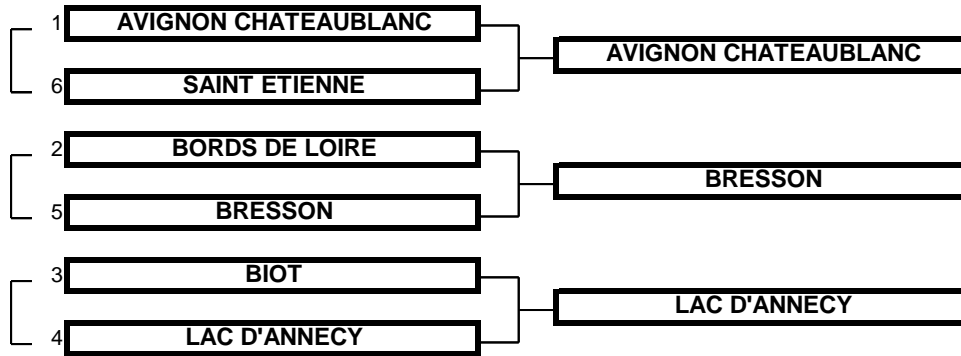 1 AVIGNON CHATEAUBLANC
AVIGNON CHATEAUBLANC
6 SAINT ETIENNE
2 BORDS DE LOIRE
BRESSON
5 BRESSON
3 BIOT
LAC D'ANNECY
4 LAC D'ANNECY